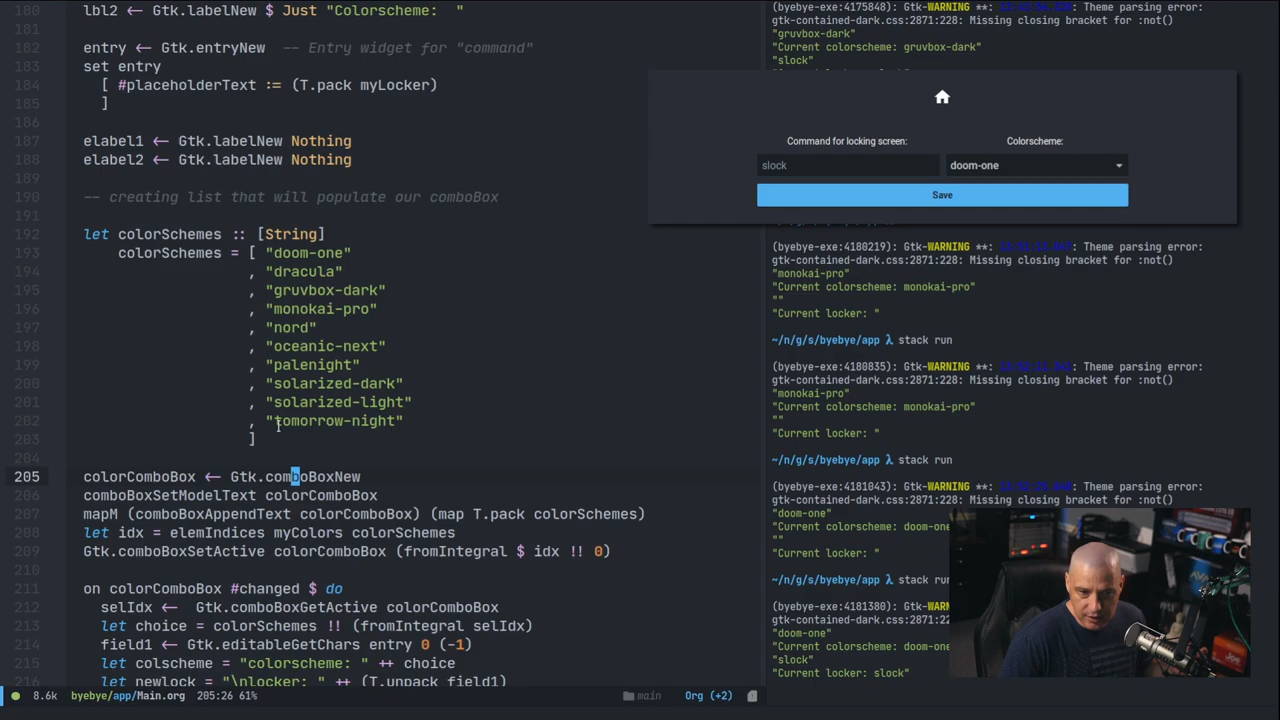 180 lbl2 ← Gtk.labelNew $ Just "Colorscheme:  "
181
182 entry ← Gtk.entryNew  -- Entry widget for "command"
183 set entry
184 [ #placeholderText := (T.pack myLocker)
185 ]
186
187 elabel1 ← Gtk.labelNew Nothing
188 elabel2 ← Gtk.labelNew Nothing
189
190 -- creating list that will populate our comboBox
191
192 let colorSchemes :: [String]
193 colorSchemes = [ "doom-one"
194 , "dracula"
195 , "gruvbox-dark"
196 , "monokai-pro"
197 , "nord"
198 , "oceanic-next"
199 , "palenight"
200 , "solarized-dark"
201 , "solarized-light"
202 , "tomorrow-night"
203 ]
204
205 colorComboBox ← Gtk.comboBoxNew
206 comboBoxSetModelText colorComboBox
207 mapM (comboBoxAppendText colorComboBox) (map T.pack colorSchemes)
208 let idx = elemIndices myColors colorSchemes
209 Gtk.comboBoxSetActive colorComboBox (fromIntegral $ idx !! 0)
210
211 on colorComboBox #changed $ do
212 selIdx ← Gtk.comboBoxGetActive colorComboBox
213 let choice = colorSchemes !! (fromIntegral selIdx)
214 field1 ← Gtk.editableGetChars entry 0 (-1)
215 let colscheme = "colorscheme: " ++ choice
216 let newlock = "\nlocker: " ++ (T.unpack field1)
8.6k byebye/app/Main.org 205:26 61% main Org (+2)
(byebye-exe:4175848): Gtk-WARNING **: Theme parsing error:
gtk-contained-dark.css:2871:228: Missing closing bracket for :not()
"gruvbox-dark"
"Current colorscheme: gruvbox-dark"
"slock"
Command for locking screen:
Colorscheme:
slock
doom-one
Save
(byebye-exe:4180219): Gtk-WARNING **: Theme parsing error:
gtk-contained-dark.css:2871:228: Missing closing bracket for :not()
"monokai-pro"
"Current colorscheme: monokai-pro"
""
"Current locker: "
~/n/g/s/byebye/app λ stack run
(byebye-exe:4180835): Gtk-WARNING **: Theme parsing error:
gtk-contained-dark.css:2871:228: Missing closing bracket for :not()
"monokai-pro"
"Current colorscheme: monokai-pro"
""
"Current locker: "
~/n/g/s/byebye/app λ stack run
(byebye-exe:4181043): Gtk-WARNING **: Theme parsing error:
gtk-contained-dark.css:2871:228: Missing closing bracket for :not()
"doom-one"
"Current colorscheme: doom-one
""
"Current locker: "
~/n/g/s/byebye/app λ stack run
(byebye-exe:4181380): Gtk-WARN
gtk-contained-dark.css:2871:22
"doom-one"
"Current colorscheme: doom-one
"slock"
"Current locker: slock"